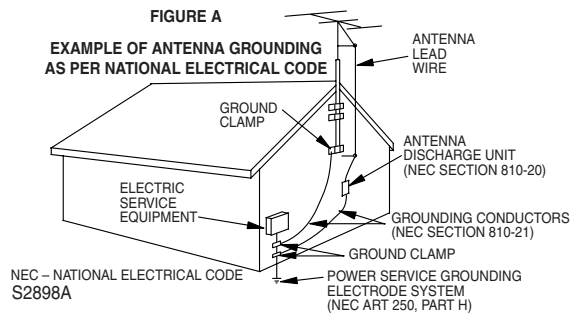 FIGURE A
EXAMPLE OF ANTENNA GROUNDING
AS PER NATIONAL ELECTRICAL CODE
ANTENNA
LEAD
WIRE
GROUND
CLAMP
ANTENNA
DISCHARGE UNIT
(NEC SECTION 810-20)
ELECTRIC
SERVICE
EQUIPMENT
GROUNDING CONDUCTORS
(NEC SECTION 810-21)
GROUND CLAMP
POWER SERVICE GROUNDING
ELECTRODE SYSTEM
(NEC ART 250, PART H)
NEC – NATIONAL ELECTRICAL CODE
S2898A